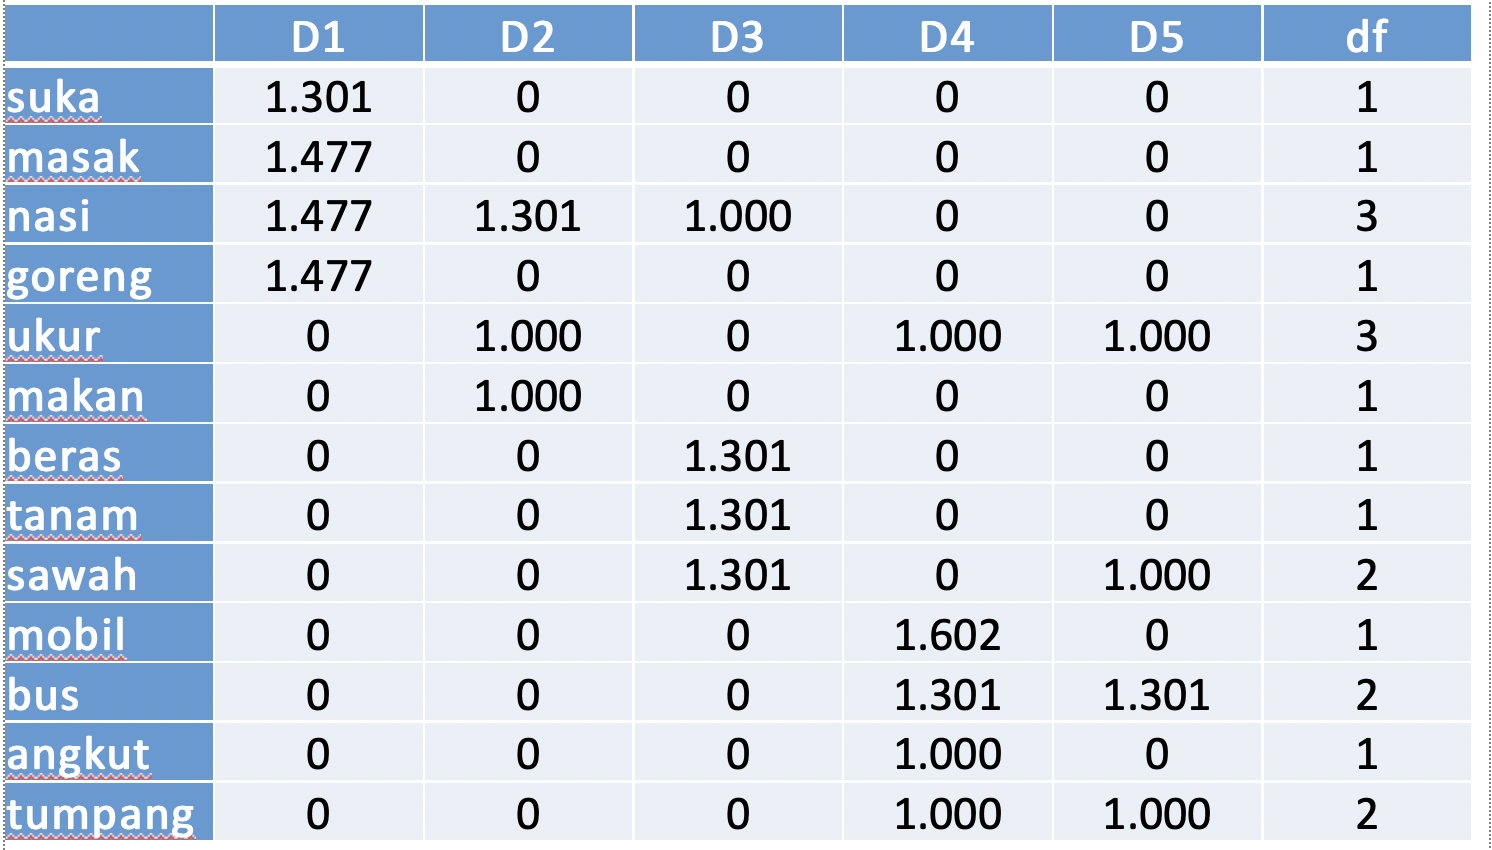 D1 D2 D3 D4 D5 df
suka 1.301 0 0 0 0 1
masak 1.477 0 0 0 0 1
nasi 1.477 1.301 1.000 0 0 3
goreng 1.477 0 0 0 0 1
ukur 0 1.000 0 1.000 1.000 3
makan 0 1.000 0 0 0 1
beras 0 0 1.301 0 0 1
tanam 0 0 1.301 0 0 1
sawah 0 0 1.301 0 1.000 2
mobil 0 0 0 1.602 0 1
bus 0 0 0 1.301 1.301 2
angkut 0 0 0 1.000 0 1
tumpang 0 0 0 1.000 1.000 2